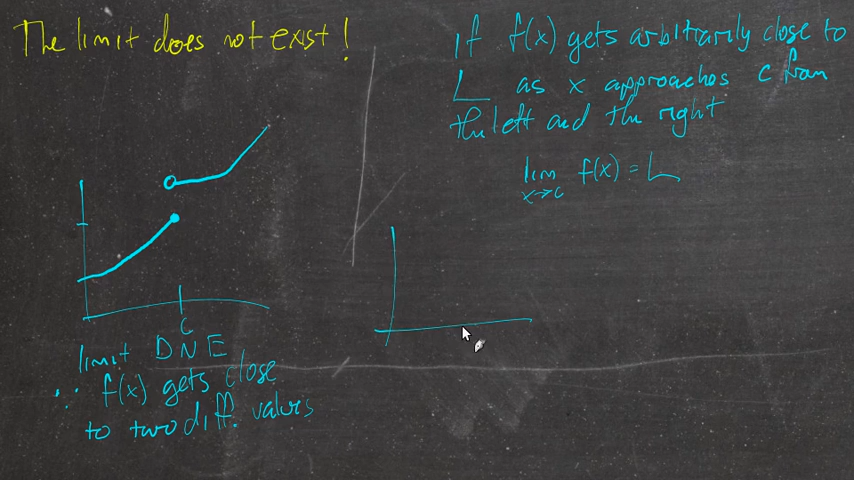 The limit does not exist!
if f(x) gets arbitrarily close to
L as x approaches c from
the left and the right
lim f(x) = L
x→c
c
limit DNE
∵ f(x) gets close
to two diff. values